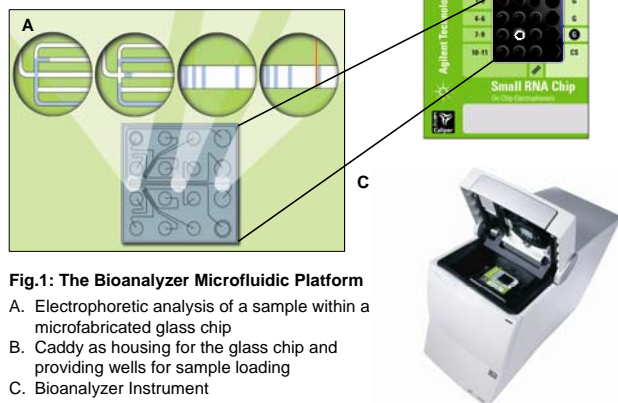 A
Agilent Technolo
4-6
G
7-9
G
10-11
CS
Small RNA Chip
On-Chip-Electrophoresis
Caliper
C
Fig.1: The Bioanalyzer Microfluidic Platform
A. Electrophoretic analysis of a sample within a
microfabricated glass chip
B. Caddy as housing for the glass chip and
providing wells for sample loading
C. Bioanalyzer Instrument